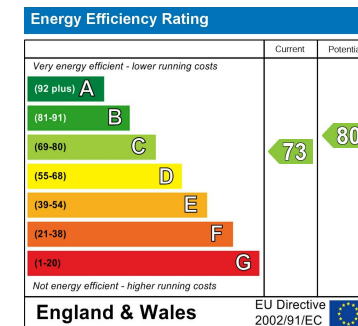 Energy Efficiency Rating
Current Potentia
Very energy efficient - lower running costs
(92 plus) A
(81-91) B
(69-80) C
73
80
(55-68) D
(39-54) E
(21-38) F
(1-20) G
Not energy efficient - higher running costs
England & Wales
EU Directive
2002/91/EC